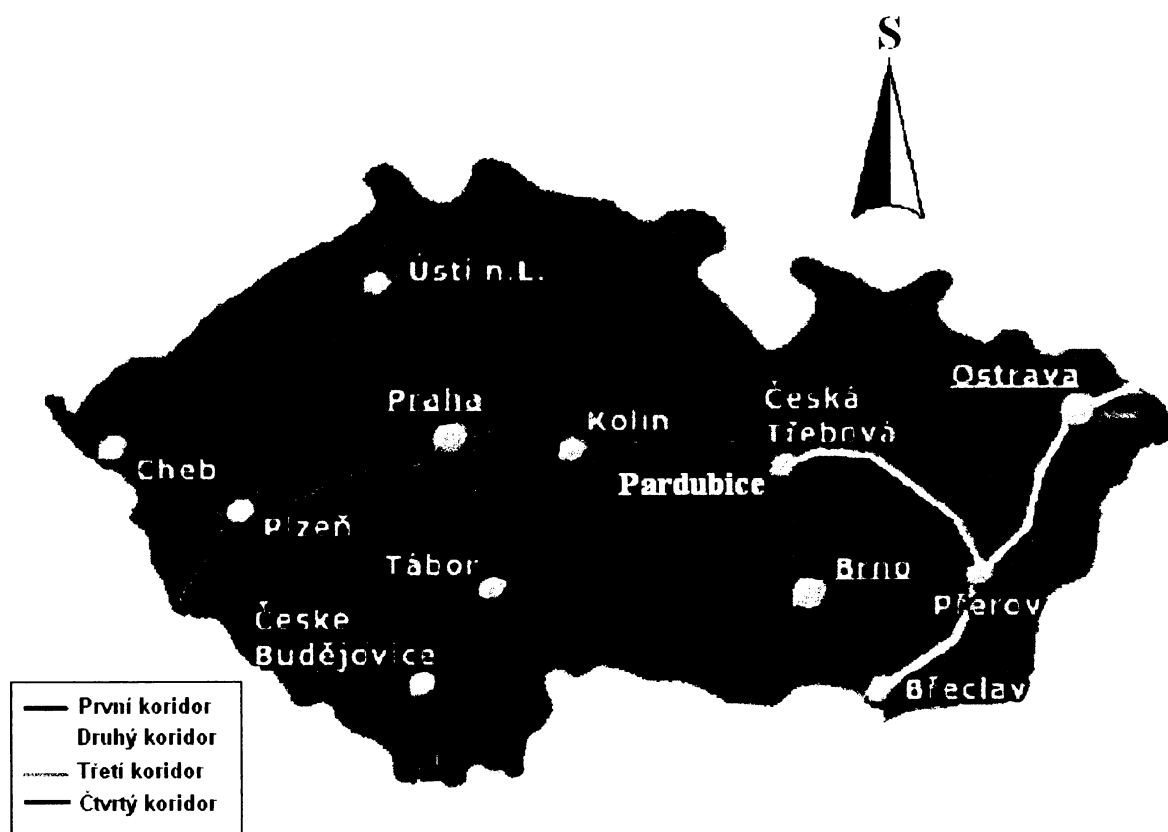 S
Ústí n.L.
Ostrava
Praha
Kolín
Česká
Třebová
Cheb
Pardubice
Plzeň
Tábor
Brno
Přerov
České
Budějovice
Břeclav
První koridor
Druhý koridor
Třetí koridor
Čtvrtý koridor